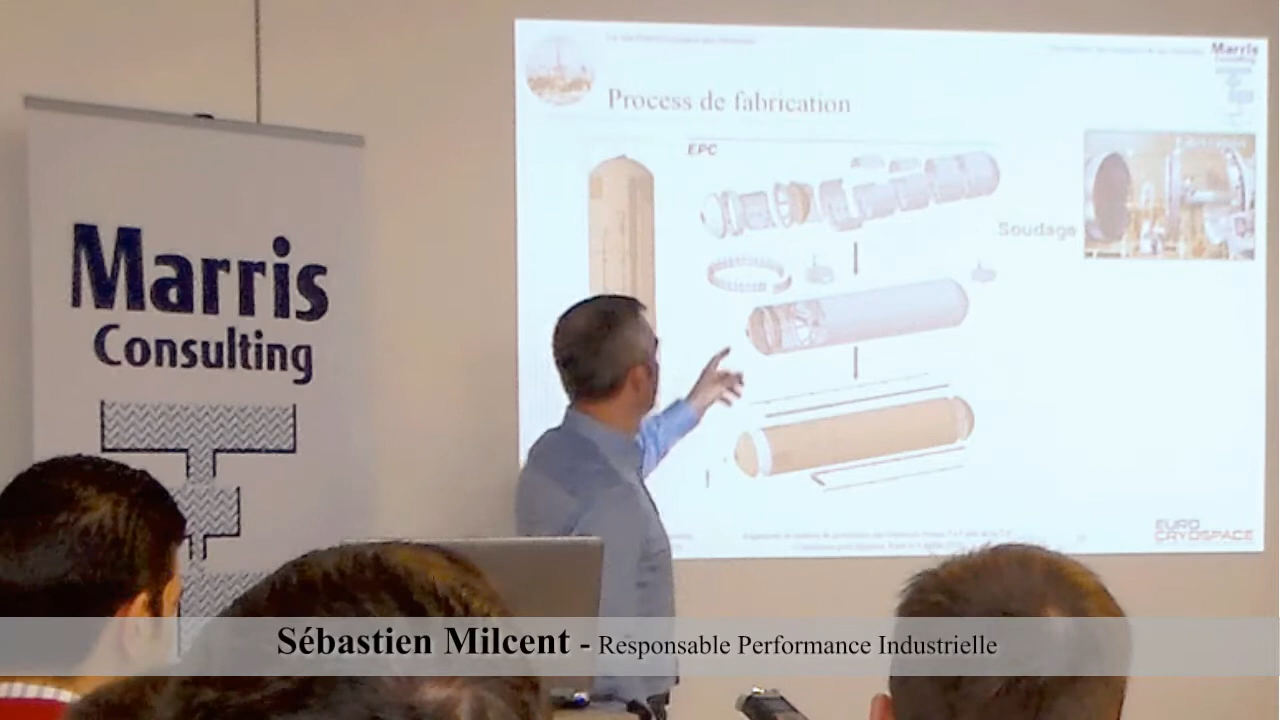 Marris
Consulting
Marris
Process de fabrication
EPC
Soudage
EURO
CRYOSPACE
Sébastien Milcent - Responsable Performance Industrielle